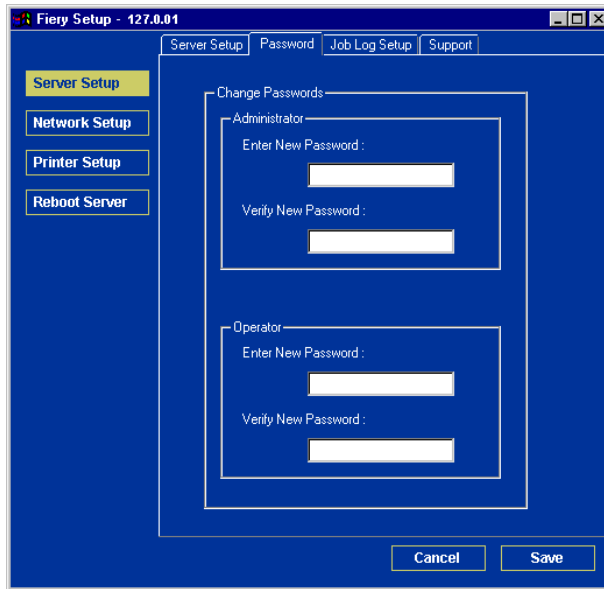 Fiery Setup - 127.0.01
Server Setup Password Job Log Setup Support
Server Setup
Network Setup
Printer Setup
Reboot Server
Change Passwords
Administrator
Enter New Password :
Verify New Password :
Operator
Enter New Password :
Verify New Password :
Cancel Save